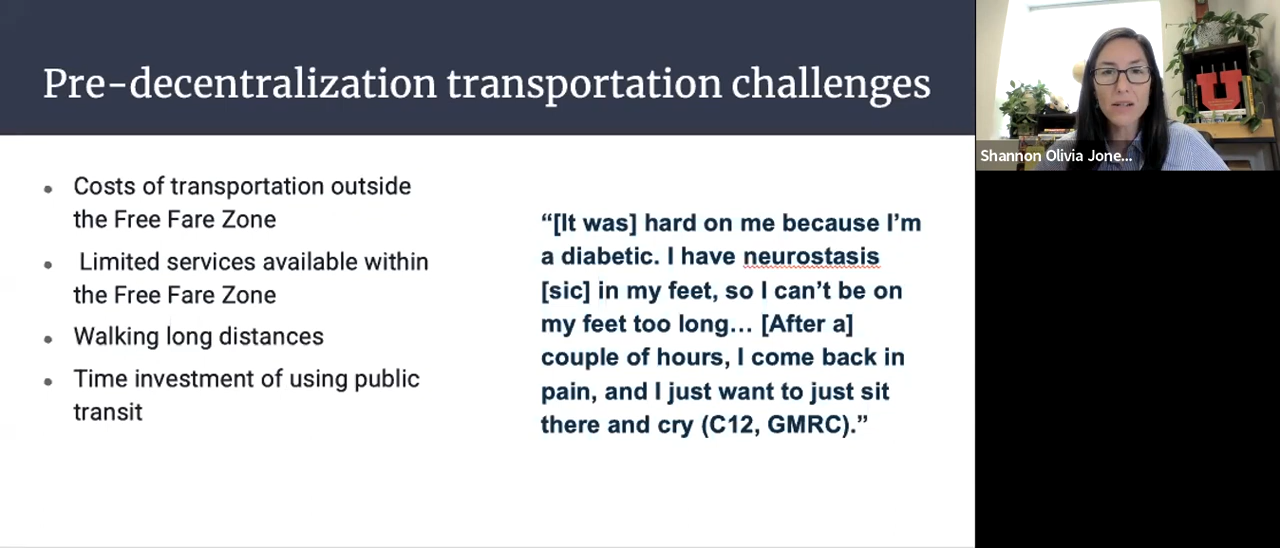 Pre-decentralization transportation challenges
Shannon Olivia Jone...
• Costs of transportation outside
the Free Fare Zone
• Limited services available within
the Free Fare Zone
• Walking long distances
• Time investment of using public
transit
“[It was] hard on me because I’m
a diabetic. I have neurostasis
[sic] in my feet, so I can’t be on
my feet too long… [After a]
couple of hours, I come back in
pain, and I just want to just sit
there and cry (C12, GMRC).”
U